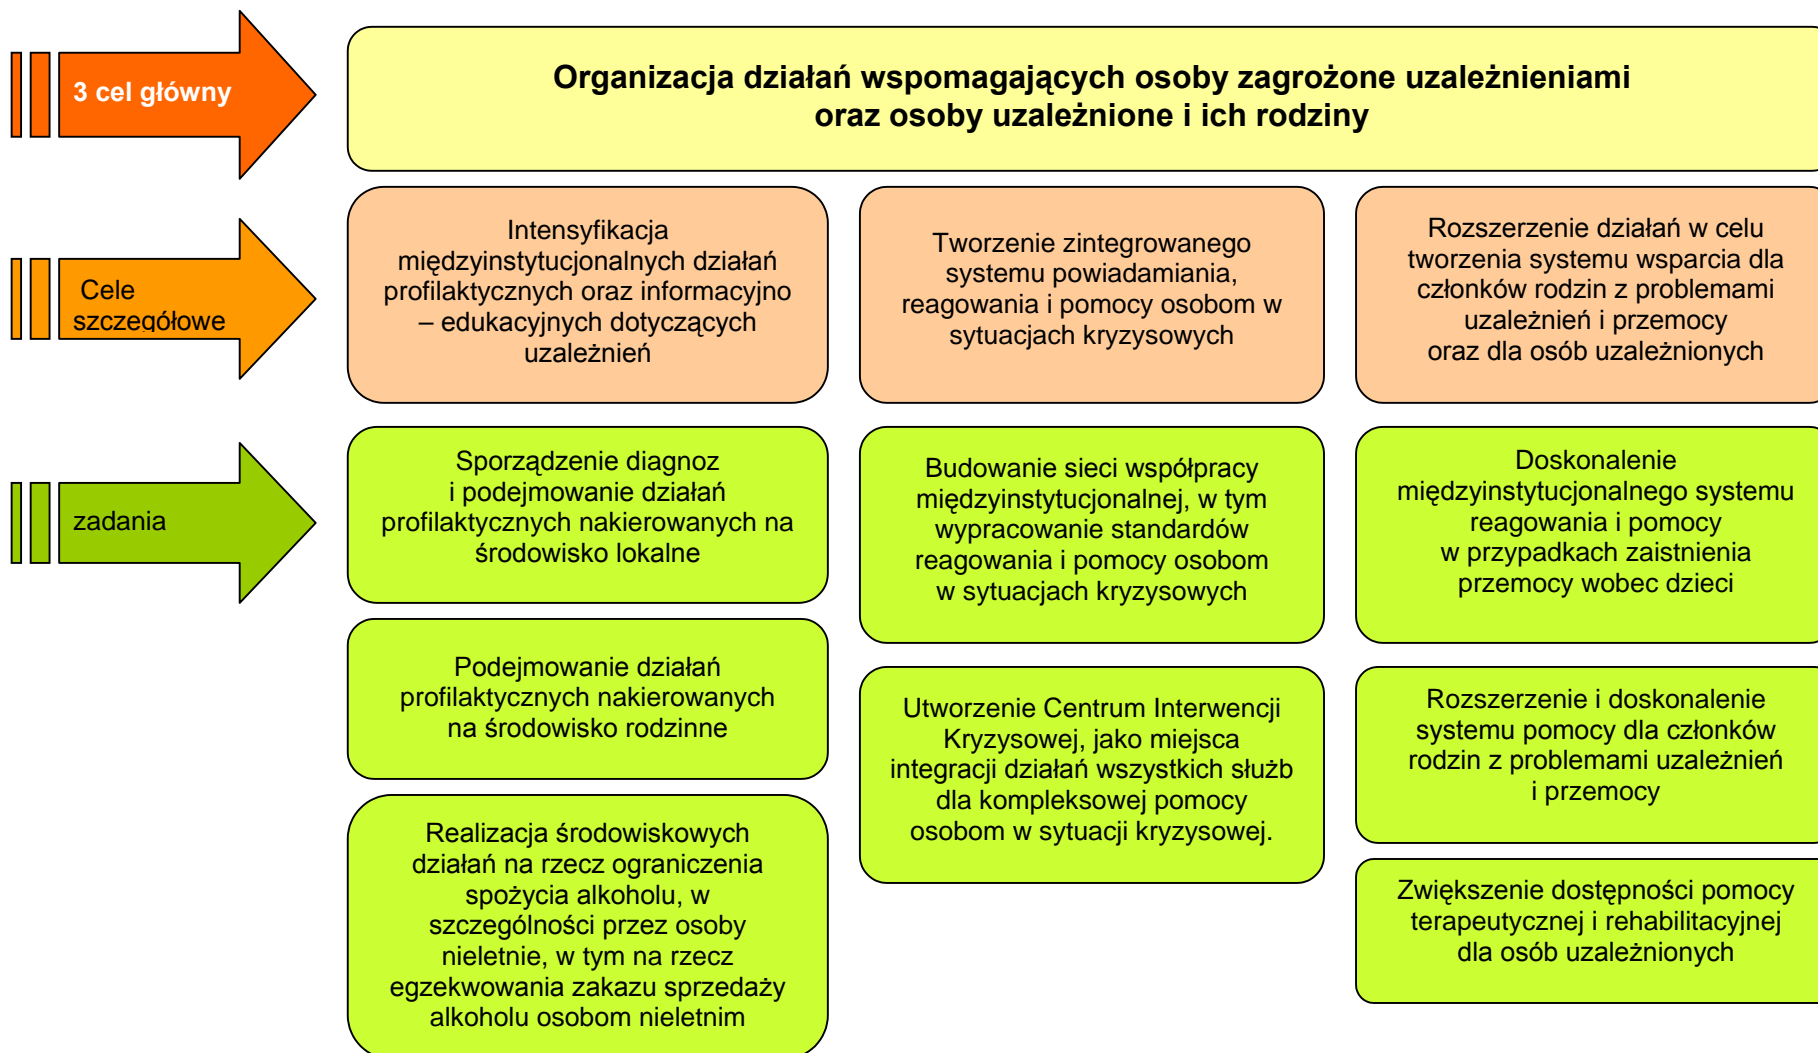 3 cel główny
Organizacja działań wspomagających osoby zagrożone uzależnieniami
oraz osoby uzależnione i ich rodziny
Cele
szczegółowe
Intensyfikacja
międzyinstytucjonalnych działań
profilaktycznych oraz informacyjno
– edukacyjnych dotyczących
uzależnień
Tworzenie zintegrowanego
systemu powiadamiania,
reagowania i pomocy osobom w
sytuacjach kryzysowych
Rozszerzenie działań w celu
tworzenia systemu wsparcia dla
członków rodzin z problemami
uzależnień i przemocy
oraz dla osób uzależnionych
zadania
Sporządzenie diagnoz
i podejmowanie działań
profilaktycznych nakierowanych na
środowisko lokalne
Podejmowanie działań
profilaktycznych nakierowanych
na środowisko rodzinne
Realizacja środowiskowych
działań na rzecz ograniczenia
spożycia alkoholu, w
szczególności przez osoby
nieletnie, w tym na rzecz
egzekwowania zakazu sprzedaży
alkoholu osobom nieletnim
Budowanie sieci współpracy
międzyinstytucjonalnej, w tym
wypracowanie standardów
reagowania i pomocy osobom
w sytuacjach kryzysowych
Utworzenie Centrum Interwencji
Kryzysowej, jako miejsca
integracji działań wszystkich służb
dla kompleksowej pomocy
osobom w sytuacji kryzysowej.
Doskonalenie
międzyinstytucjonalnego systemu
reagowania i pomocy
w przypadkach zaistnienia
przemocy wobec dzieci
Rozszerzenie i doskonalenie
systemu pomocy dla członków
rodzin z problemami uzależnień
i przemocy
Zwiększenie dostępności pomocy
terapeutycznej i rehabilitacyjnej
dla osób uzależnionych